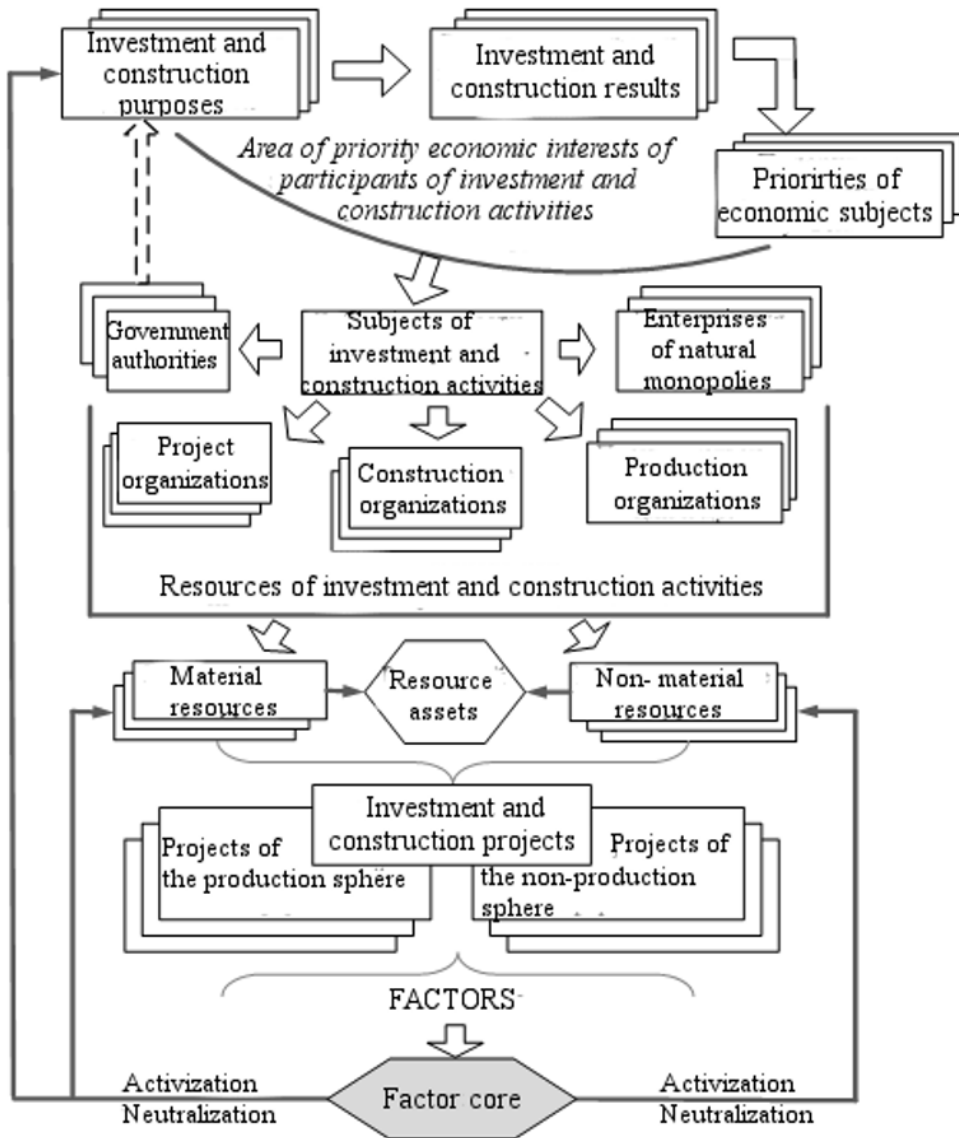 Investment and
construction
purposes
Investment and
construction results
Area of priority economic interests of
participants of investment and
construction activities
Priorirties of
economic subjects
Government
authorities
Subjects of
investment and
construction activities
Enterprises
of natural
monopolies
Project
organizations
Construction
organizations
Production
organizations
Resources of investment and construction activities
Material
resources
Resource
assets
Non- material
resources
Investment and
construction projects
Projects of
the production sphere
Projects of
the non-production
sphere
FACTORS
Factor core
Activization
Neutralization
Activization
Neutralization